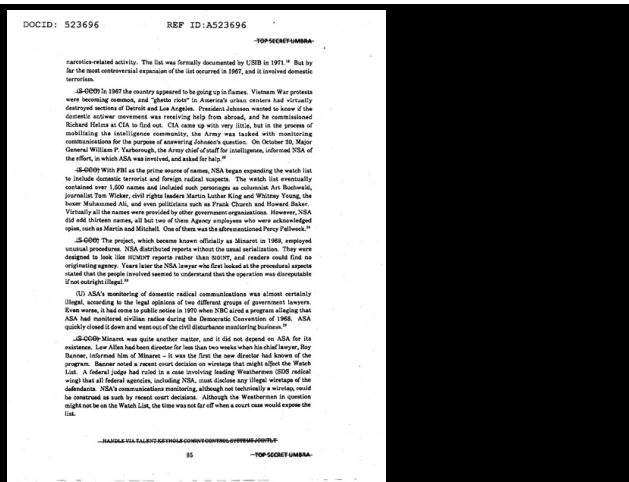 DOCID: 523696 REF ID:A523696
TOP SECRET UMBRA
narcotics-related activity. The list was formally documented by USIB in 1971. But by
far the most controversial expansion of the list occurred in 1967, and it involved domestic
terrorism.
(S-CCO) In 1967 the country appeared to be going up in flames. Vietnam War protests
were becoming common, and "ghetto riots" in America's urban centers had virtually
destroyed sections of Detroit and Los Angeles. President Johnson wanted to know if the
domestic antiwar movement was receiving help from abroad, and he commissioned
Richard Helms at CIA to find out. CIA came up with very little, but in the process of
mobilizing the intelligence community, the Army was tasked with monitoring
communications for the purpose of answering Johnson's question. On October 20, Major
General William P. Yarborough, the Army chief of staff for intelligence, informed NSA of
the effort, in which ASA was involved, and asked for help.
(S-CCO) With FBI as the prime source of names, NSA began expanding the watch list
to include domestic terrorist and foreign radical suspects. The watch list eventually
contained over 1,600 names and included such personages as columnist Art Buchwald,
journalist Tom Wicker, civil rights leaders Martin Luther King and Whitney Young, the
boxer Muhammed Ali, and even politicians such as Frank Church and Howard Baker.
Virtually all the names were provided by other government organizations. However, NSA
did add thirteen names, all but two of them Agency employees who were acknowledged
spies, such as Martin and Mitchell. One of them was the aforementioned Percy Fellwock.
(S-CCO) The project, which became known officially as Minaret in 1969, employed
unusual procedures. NSA distributed reports without the usual serialization. They were
designed to look like HUMINT reports rather than SIGINT, and readers could find no
originating agency. Years later the NSA lawyer who first looked at the procedural aspects
stated that the people involved seemed to understand that the operation was disreputable
if not outright illegal.
(U) ASA's monitoring of domestic radical communications was almost certainly
illegal, according to the legal opinions of two different groups of government lawyers.
Even worse, it had come to public notice in 1970 when NBC aired a program alleging that
ASA had monitored civilian radios during the Democratic Convention of 1968. ASA
quickly closed it down and went out of the civil disturbance monitoring business.
(S-CCO) Minaret was quite another matter, and it did not depend on ASA for its
existence. Lew Allen had been director for less than two weeks when his chief lawyer, Roy
Banner, informed him of Minaret – it was the first the new director had known of the
program. Banner noted a recent court decision on wiretaps that might affect the Watch
List. A federal judge had ruled in a case involving leading Weathermen (SDS radical
wing) that all federal agencies, including NSA, must disclose any illegal wiretaps of the
defendants. NSA's communications monitoring, although not technically a wiretap, could
be construed as such by recent court decisions. Although the Weathermen in question
might not be on the Watch List, the time was not far off when a court case would expose the
list.
HANDLE VIA TALENT KEYHOLE COMINT CONTROL SYSTEMS JOINTLY
85 TOP SECRET UMBRA